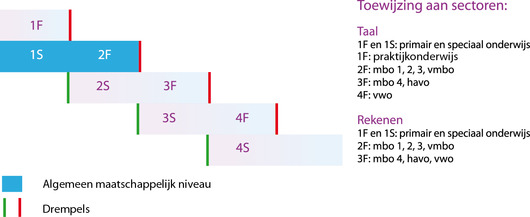 1F
1S 2F
2S 3F
3S 4F
4S
Algemeen maatschappelijk niveau
Drempels
Toewijzing aan sectoren:
Taal
1F en 1S: primair en speciaal onderwijs
1F: praktijkonderwijs
2F: mbo 1, 2, 3, vmbo
3F: mbo 4, havo
4F: vwo
Rekenen
1F en 1S: primair en speciaal onderwijs
2F: mbo 1, 2, 3, vmbo
3F: mbo 4, havo, vwo